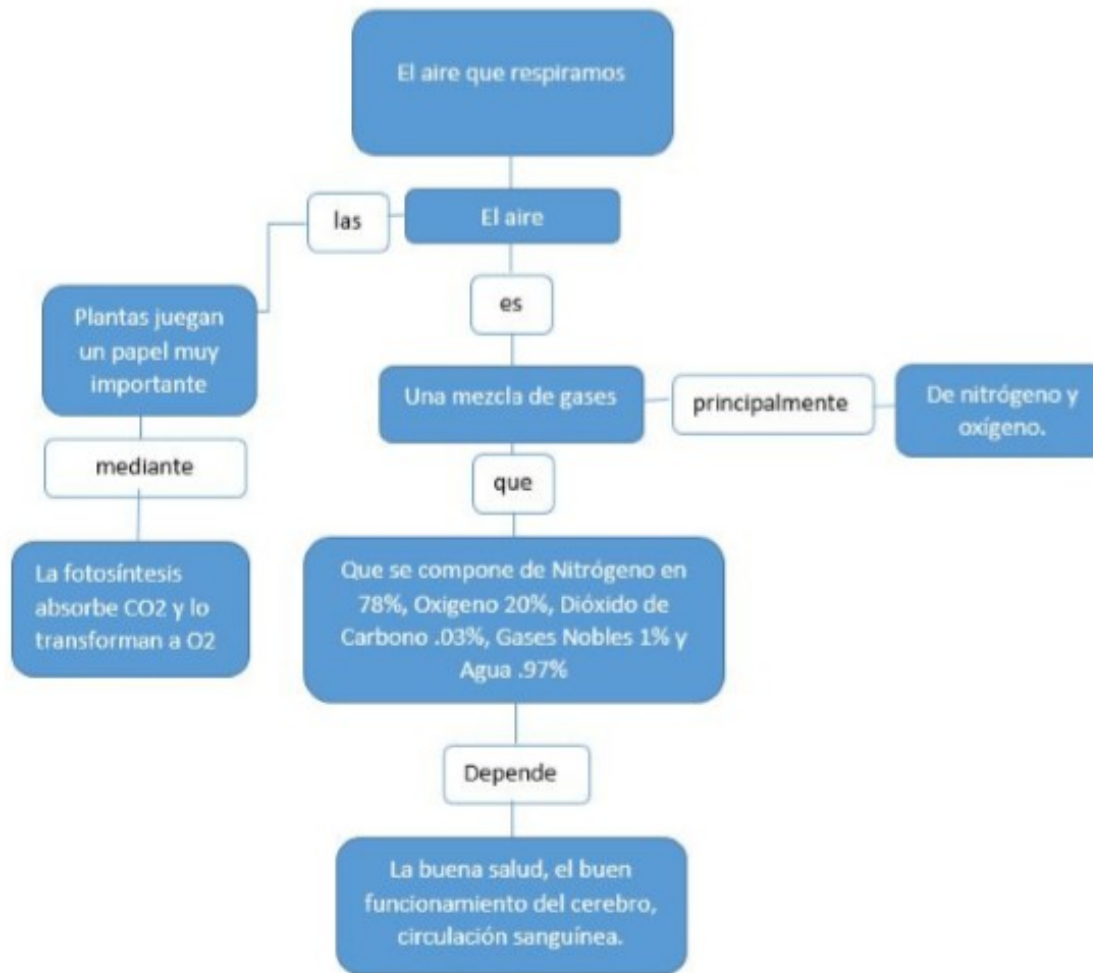 El aire que respiramos
las
El aire
es
Plantas juegan
un papel muy
importante
Una mezcla de gases
principalmente
De nitrógeno y
oxígeno.
mediante
que
La fotosíntesis
absorbe CO2 y lo
transforman a O2
Que se compone de Nitrógeno en
78%, Oxigeno 20%, Dióxido de
Carbono .03%, Gases Nobles 1% y
Agua .97%
Depende
La buena salud, el buen
funcionamiento del cerebro,
circulación sanguínea.